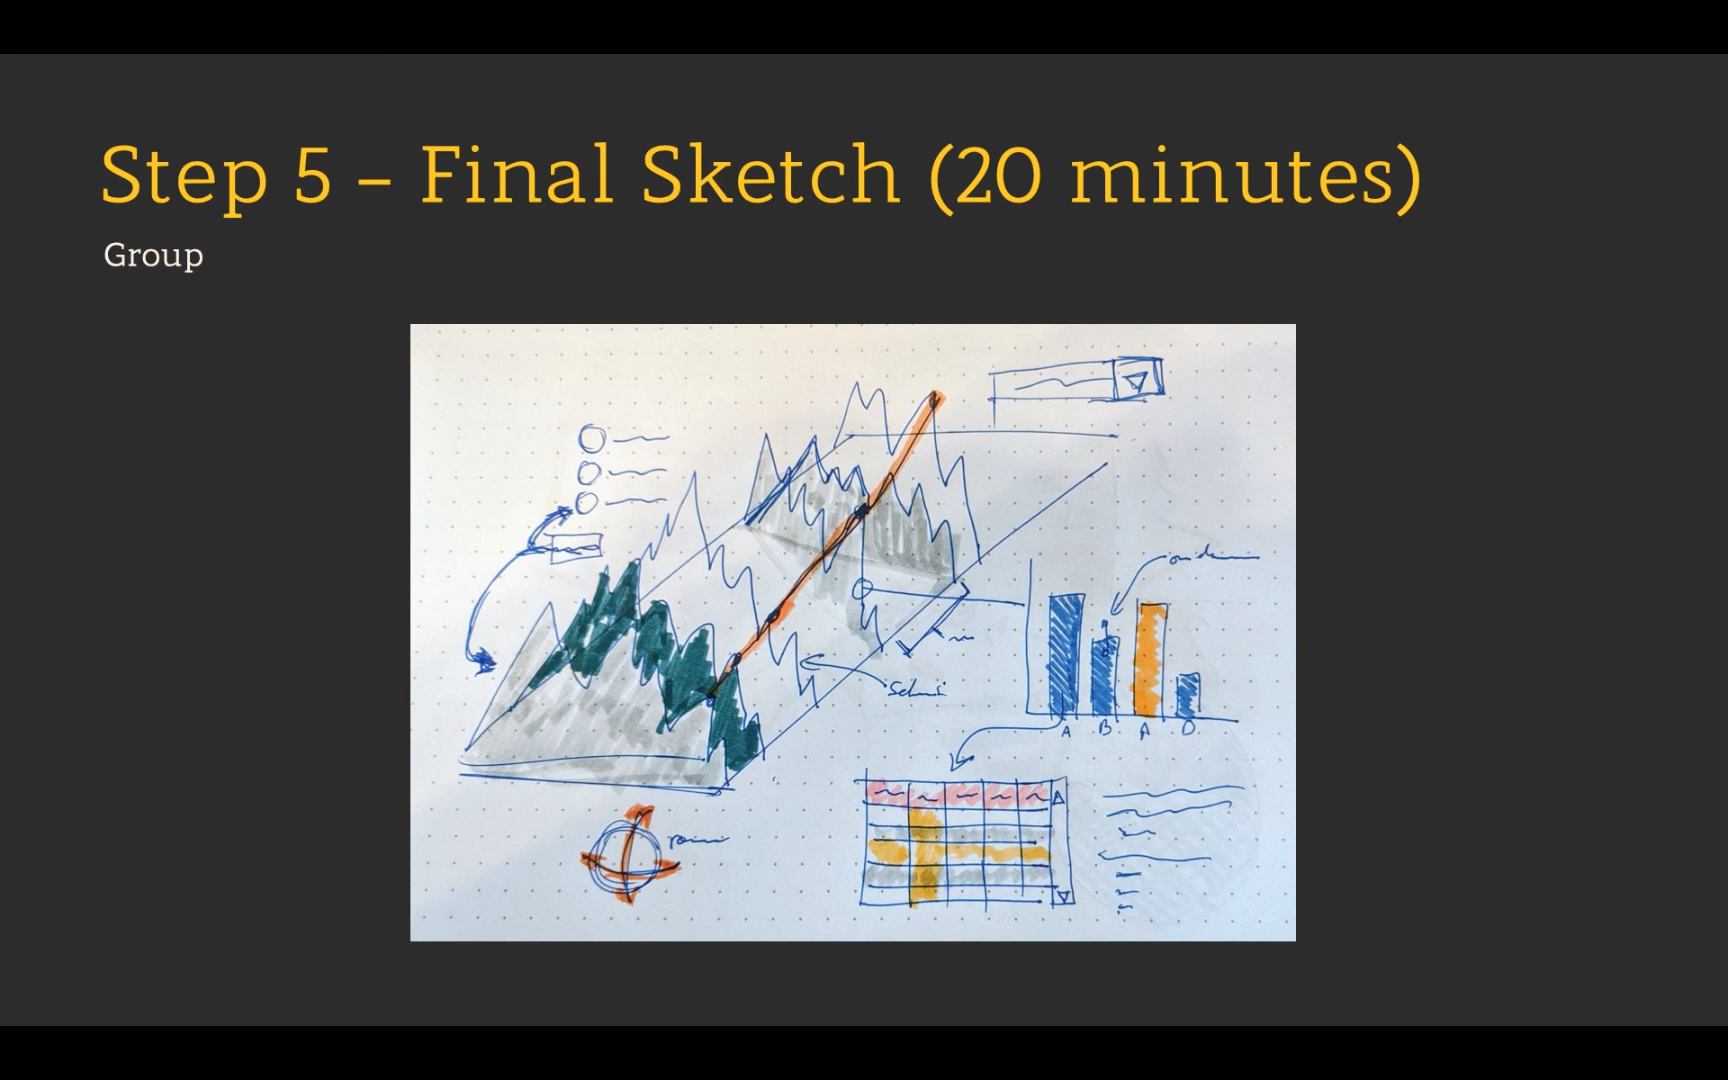 Step 5 – Final Sketch (20 minutes)
Group
A B A D